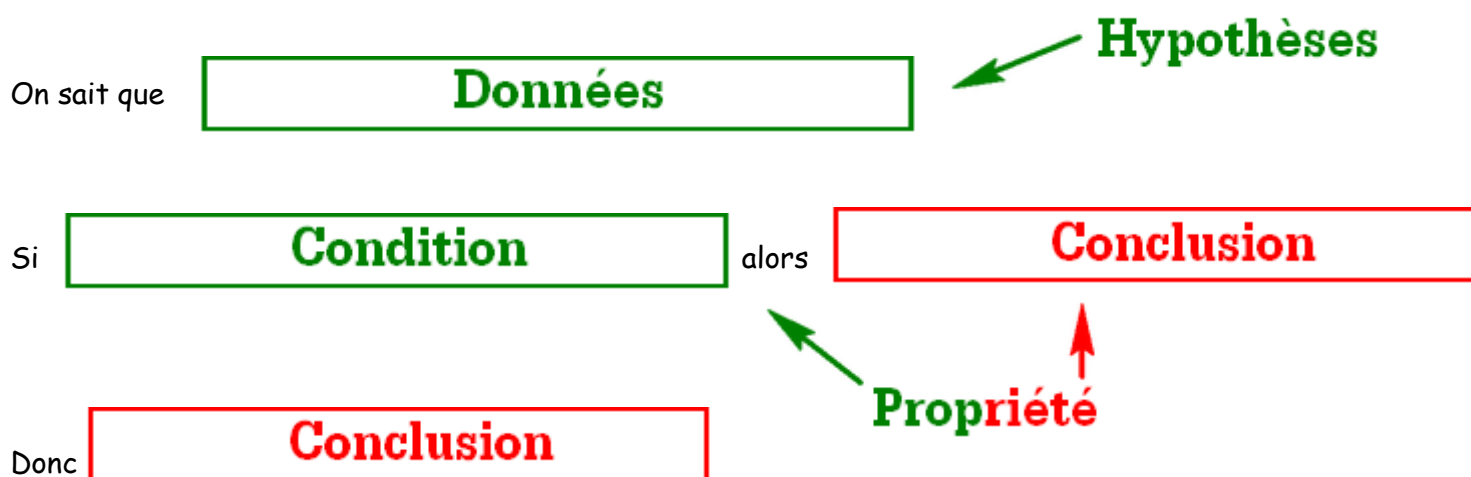 Hypothèses
On sait que Données
Si Condition alors Conclusion
Propriété
Donc Conclusion